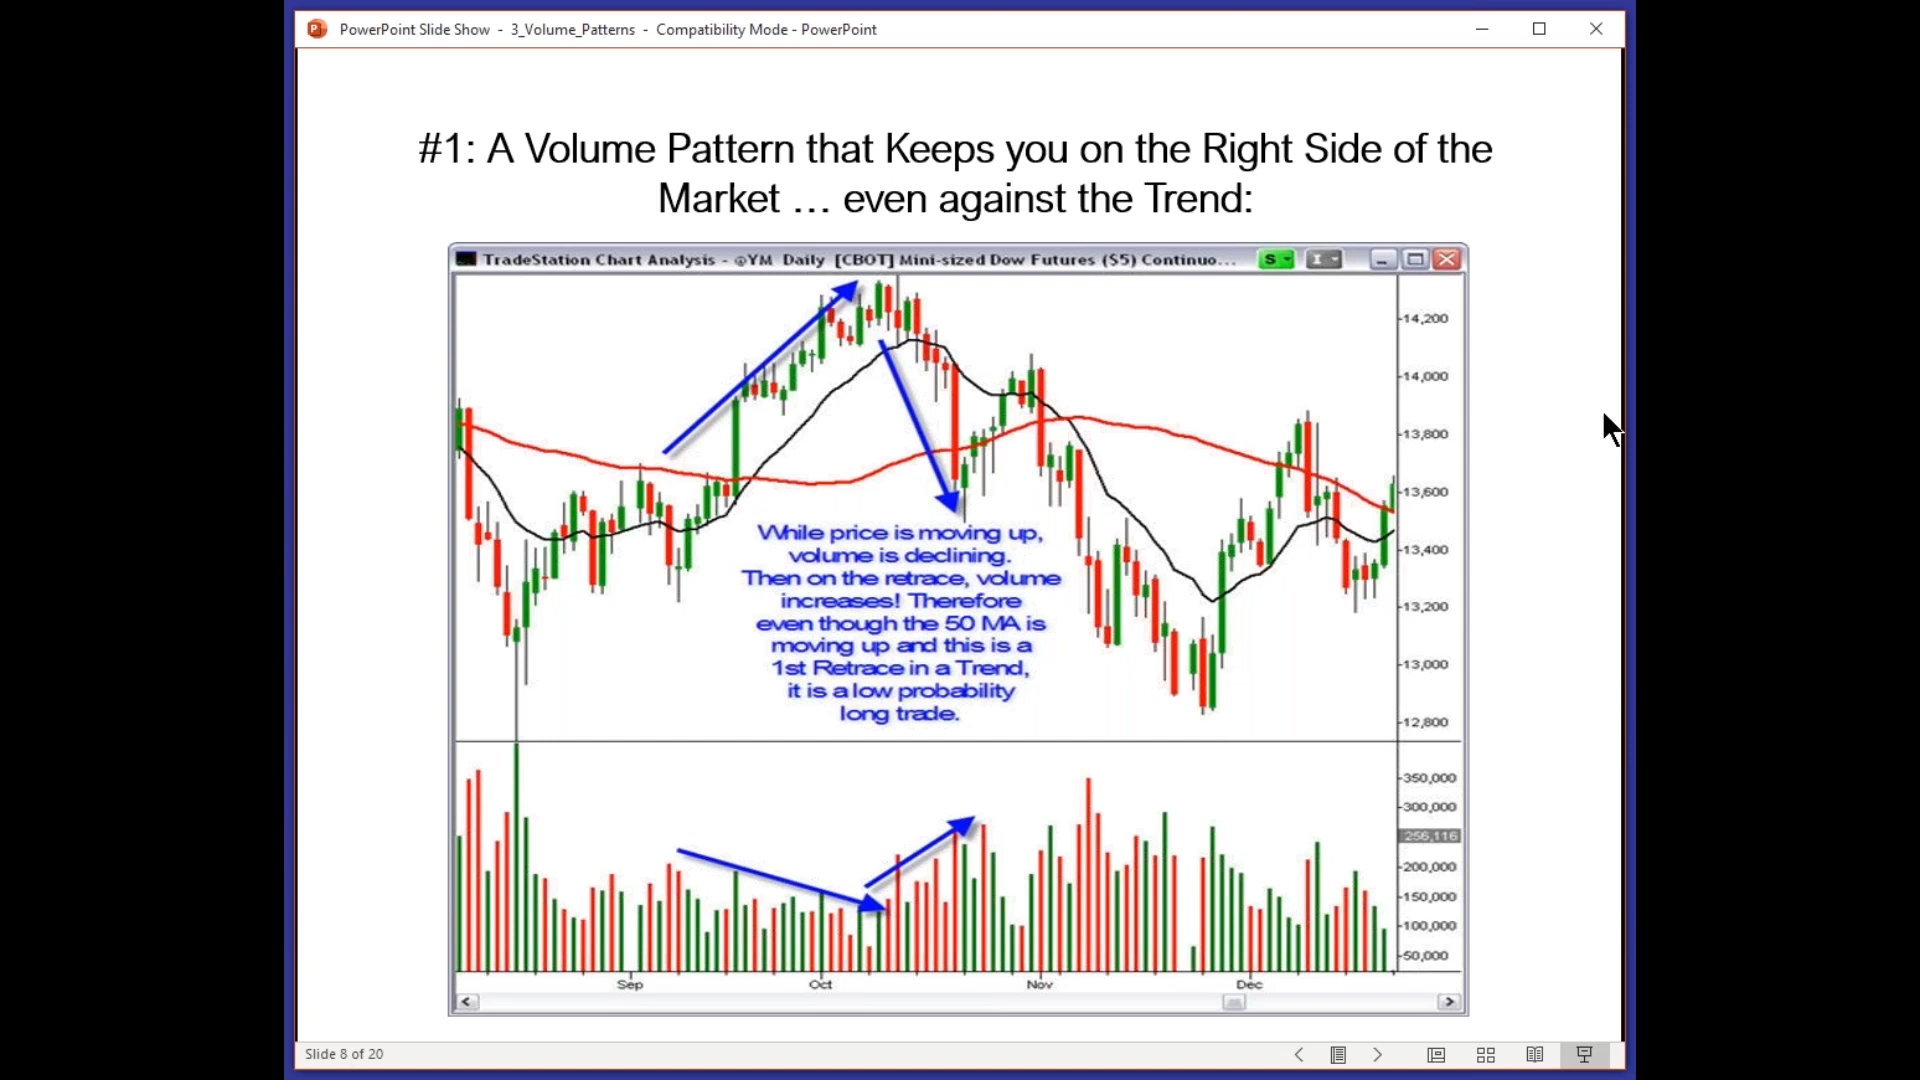 PowerPoint Slide Show - 3_Volume_Patterns - Compatibility Mode - PowerPoint
#1: A Volume Pattern that Keeps you on the Right Side of the
Market … even against the Trend:
TradeStation Chart Analysis - @YM Daily [CBOT] Mini-sized Dow Futures ($5) Continuo...
S
I
14,200
14,000
13,800
13,600
13,400
13,200
13,000
12,800
While price is moving up,
volume is declining.
Then on the retrace, volume
increases! Therefore
even though the 50 MA is
moving up and this is a
1st Retrace in a Trend,
it is a low probability
long trade.
350,000
300,000
256,116
200,000
150,000
100,000
50,000
Sep Oct Nov Dec
Slide 8 of 20